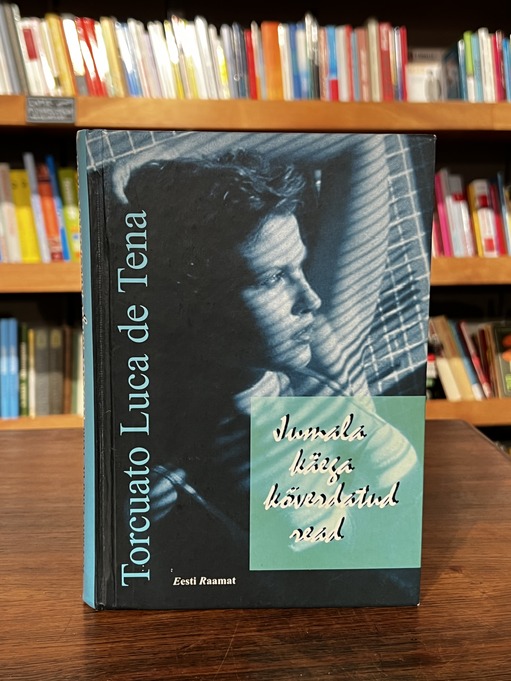 Torcuato Luca de Tena
Jumala
käega
kõverdatud
read
Eesti Raamat